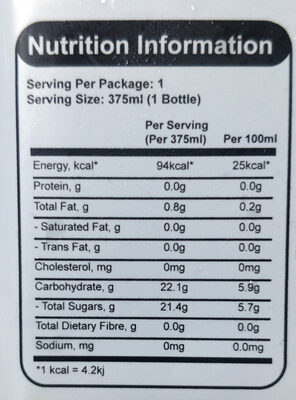 Nutrition Information
Serving Per Package: 1
Serving Size: 375ml (1 Bottle)
Per Serving (Per 375ml) Per 100ml
Energy, kcal* 94kcal* 25kcal*
Protein, g 0.0g 0.0g
Total Fat, g 0.8g 0.2g
- Saturated Fat, g 0.0g 0.0g
- Trans Fat, g 0.0g 0.0g
Cholesterol, mg 0mg 0mg
Carbohydrate, g 22.1g 5.9g
- Total Sugars, g 21.4g 5.7g
Total Dietary Fibre, g 0.0g 0.0g
Sodium, mg 0mg 0.0mg
*1 kcal = 4.2kj